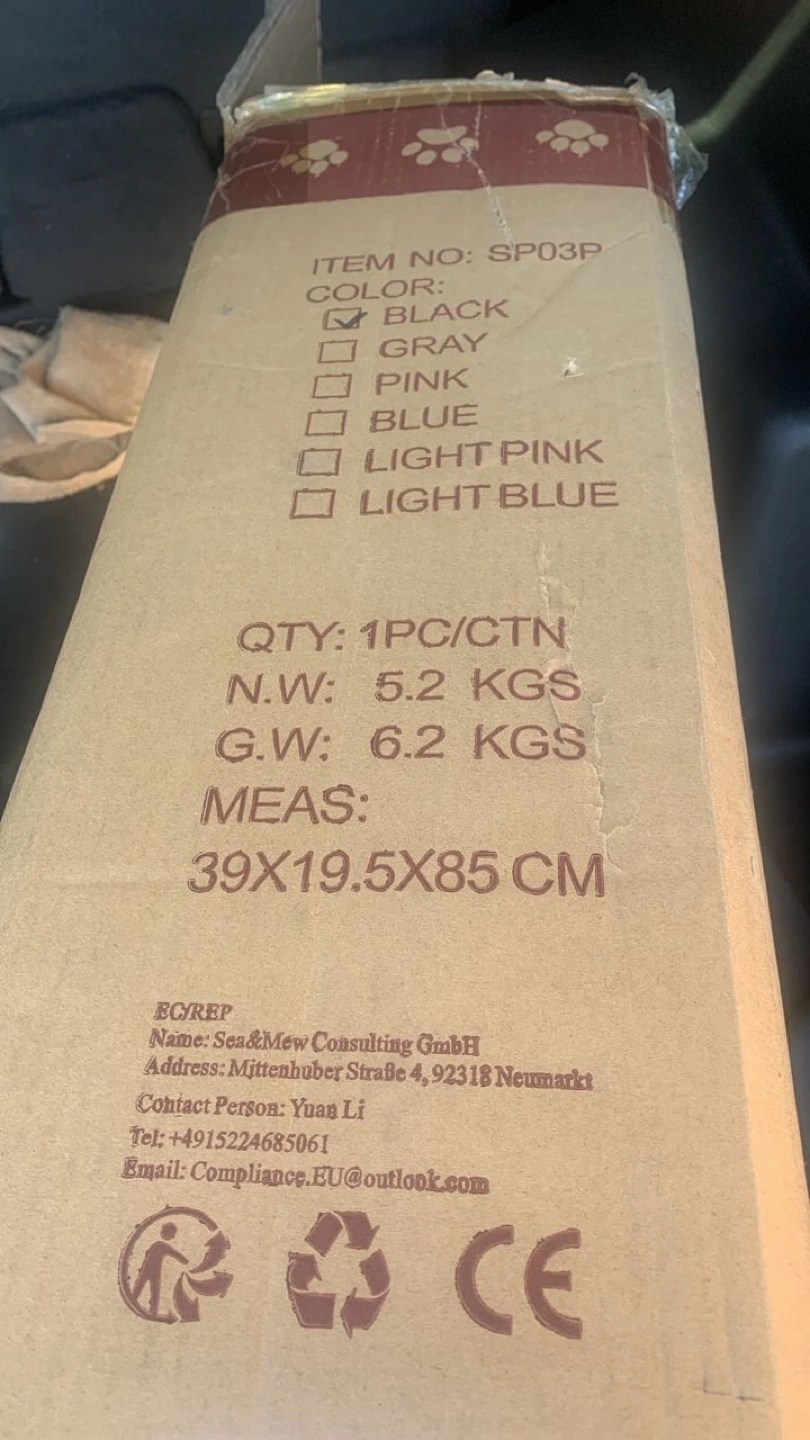 ITEM NO: SP03P
COLOR:
BLACK
GRAY
PINK
BLUE
LIGHT PINK
LIGHT BLUE
QTY: 1PC/CTN
N.W: 5.2 KGS
G.W: 6.2 KGS
MEAS:
39X19.5X85 CM
EC/REP
Name: Sea&Mew Consulting GmbH
Address: Mittenhuber Straße 4, 92318 Neumarkt
Contact Person: Yuan Li
Tel: +4915224685061
Email: Compliance.EU@outlook.com
CE